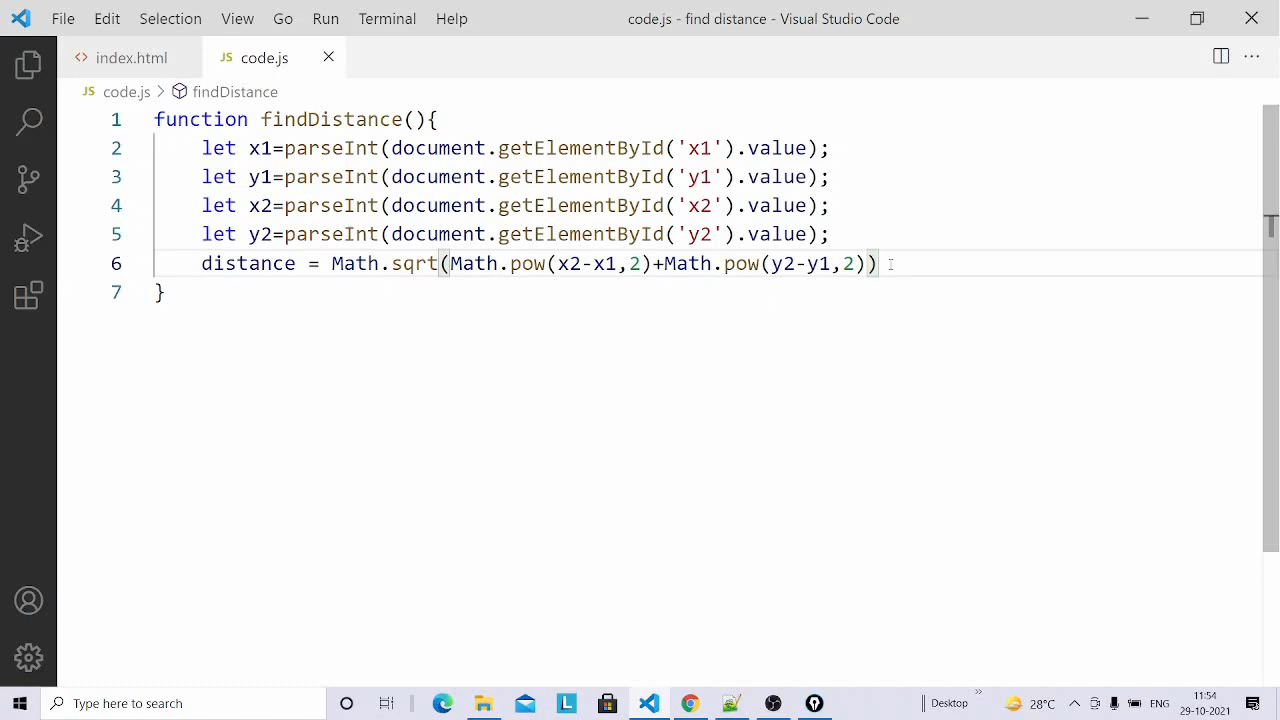 File Edit Selection View Go Run Terminal Help code.js - find distance - Visual Studio Code
<> index.html JS code.js
JS code.js > findDistance
1 function findDistance(){
2 let x1=parseInt(document.getElementById('x1').value);
3 let y1=parseInt(document.getElementById('y1').value);
4 let x2=parseInt(document.getElementById('x2').value);
5 let y2=parseInt(document.getElementById('y2').value);
6 distance = Math.sqrt(Math.pow(x2-x1,2)+Math.pow(y2-y1,2))
7 }
Type here to search L Desktop » 28°C ENG 11:54
29-10-2021